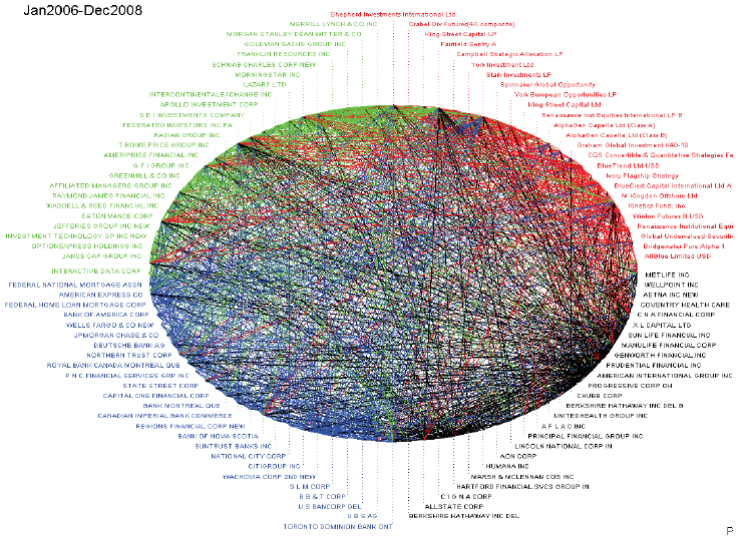 Jan2006-Dec2008
Shepherd Investments International Ltd.
MERRILL LYNCH & CO INC
Crabel Div Futures(4X composite)
MORGAN STANLEY DEAN WITTER & CO
King Street Capital LP
GOLDMAN SACHS GROUP INC
Fairfield Sentry A
FRANKLIN RESOURCES INC
Campbell Strategic Allocation LP
SCHWAB CHARLES CORP NEW
York Investment Ltd
MORNINGSTAR INC
Stark Investments LP
LAZARD LTD
Spinnaker Global Opportunity
INTERCONTINENTALEXCHANGE INC
York European Opportunities LP
APOLLO INVESTMENT CORP
King Street Capital Ltd
S E I INVESTMENTS COMPANY
Renaissance Inst Equities International LP B
FEDERATED INVESTORS INC PA
AlphaGen Capella Ltd (Class A)
RADIAN GROUP INC
AlphaGen Capella Ltd (Class B)
T ROWE PRICE GROUP INC
Graham Global Investment K4D-10
AMERIPRISE FINANCIAL INC
CQS Convertible & Quantitative Strategies Fe
G F I GROUP INC
BlueTrend Ltd USD
GREENHILL & CO INC
Ivory Flagship Strategy
AFFILIATED MANAGERS GROUP INC
BlueCrest Capital International Ltd A
RAYMOND JAMES FINANCIAL INC
M Kingdon Offshore Ltd
WADDELL & REED FINANCIAL INC
Kinetics Fund, Inc
EATON VANCE CORP
Winton Futures B USD
JEFFERIES GROUP INC NEW
Renaissance Institutional Equi
INVESTMENT TECHNOLOGY GP INC NEW
Global Undervalued Securiti
OPTIONSXPRESS HOLDINGS INC
Bridgewater Pure Alpha 1
JANUS CAP GROUP INC
AllBlue Limited USD
INTERACTIVE DATA CORP
METLIFE INC
FEDERAL NATIONAL MORTGAGE ASSN
WELLPOINT INC
AMERICAN EXPRESS CO
AETNA INC NEW
FEDERAL HOME LOAN MORTGAGE CORP
COVENTRY HEALTH CARE
BANK OF AMERICA CORP
C N A FINANCIAL CORP
WELLS FARGO & CO NEW
X L CAPITAL LTD
JPMORGAN CHASE & CO
SUN LIFE FINANCIAL INC
DEUTSCHE BANK AG
MANULIFE FINANCIAL CORP
NORTHERN TRUST CORP
GENWORTH FINANCIAL INC
ROYAL BANK CANADA MONTREAL QUE
PRUDENTIAL FINANCIAL INC
P N C FINANCIAL SERVICES GRP INC
AMERICAN INTERNATIONAL GROUP INC
STATE STREET CORP
PROGRESSIVE CORP OH
CAPITAL ONE FINANCIAL CORP
CHUBB CORP
BANK MONTREAL QUE
BERKSHIRE HATHAWAY INC DEL B
CANADIAN IMPERIAL BANK COMMERCE
UNITEDHEALTH GROUP INC
REGIONS FINANCIAL CORP NEW
A F L A C INC
BANK OF NOVA SCOTIA
PRINCIPAL FINANCIAL GROUP INC
SUNTRUST BANKS INC
LINCOLN NATIONAL CORP IN
NATIONAL CITY CORP
AON CORP
CITIGROUP INC
HUMANA INC
WACHOVIA CORP 2ND NEW
MARSH & MCLENNAN COS INC
S L M CORP
HARTFORD FINANCIAL SVCS GROUP IN
B B & T CORP
C I G N A CORP
U S BANCORP DEL
ALLSTATE CORP
U B S AG
BERKSHIRE HATHAWAY INC DEL
TORONTO DOMINION BANK ONT
P